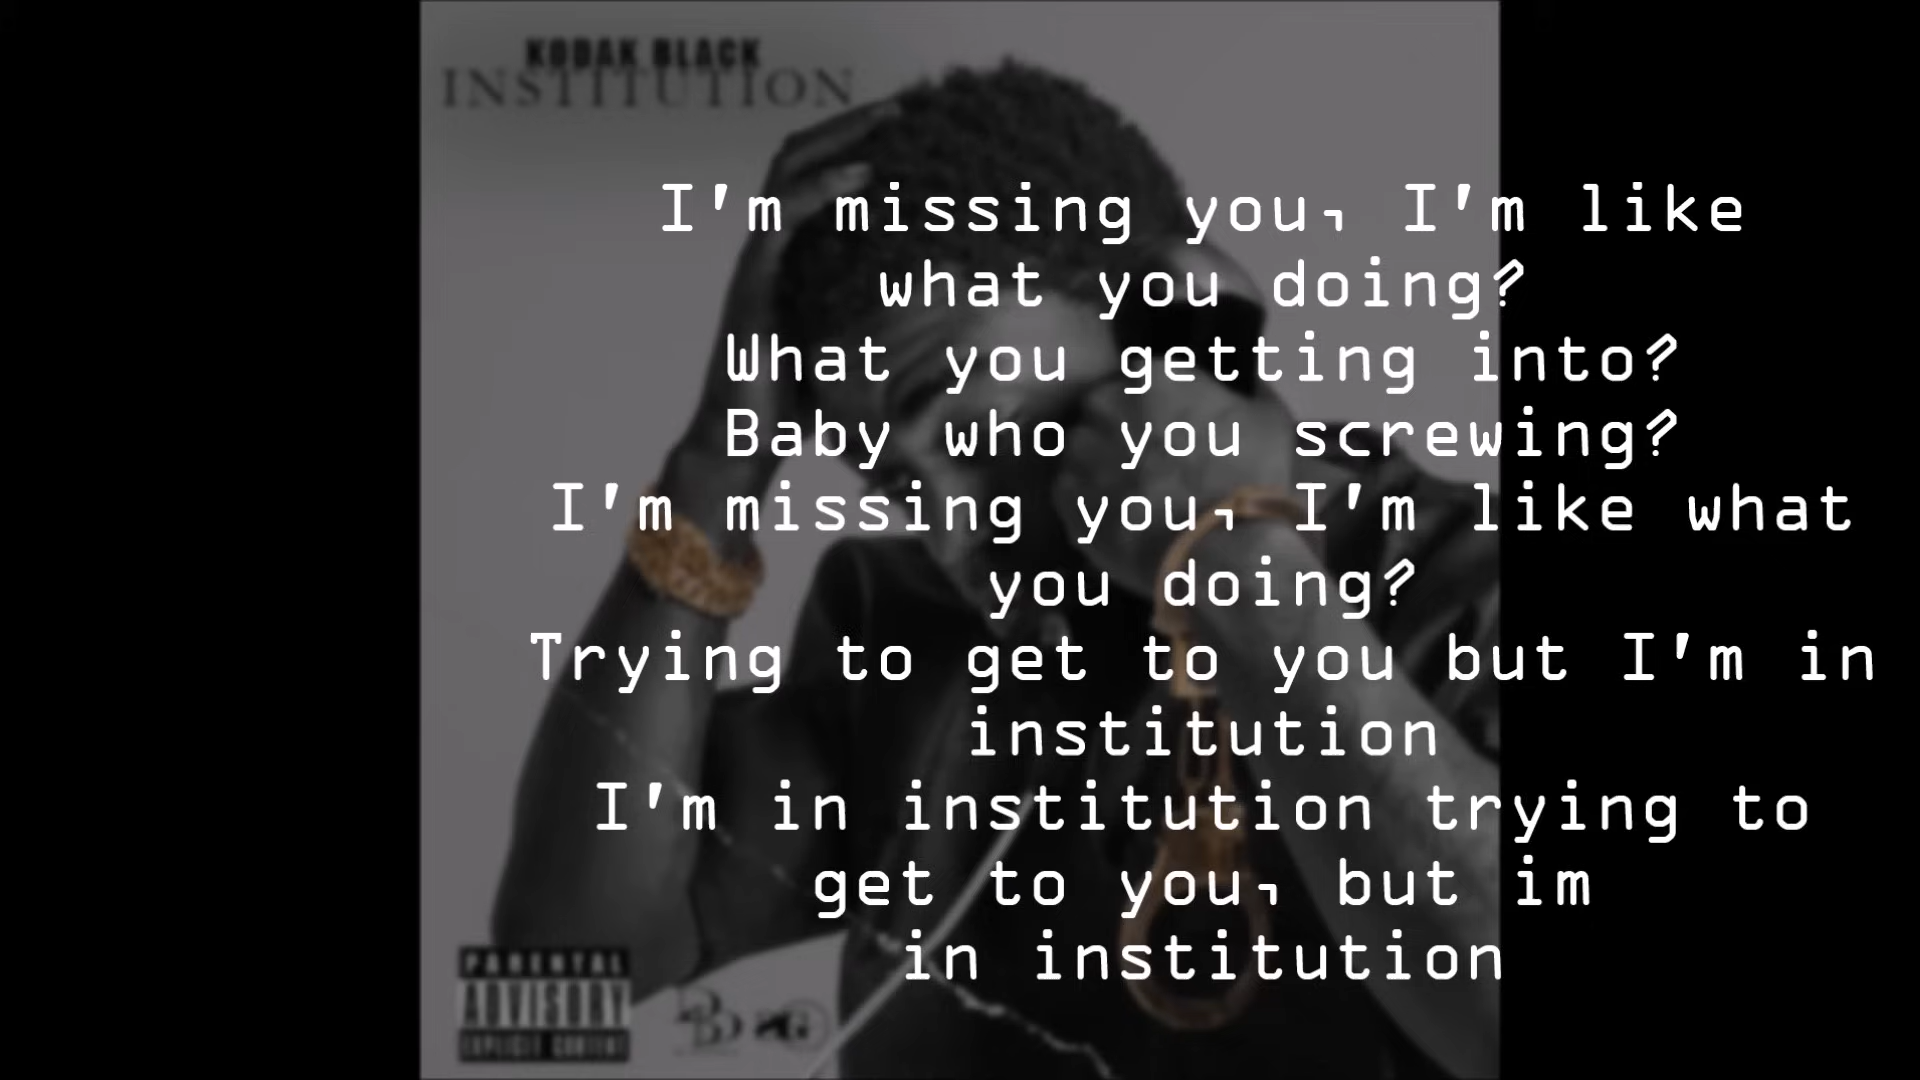 KODAK BLACK
INSTITUTION
I'm missing you, I'm like
what you doing?
What you getting into?
Baby who you screwing?
I'm missing you, I'm like what
you doing?
Trying to get to you but I'm in
institution
I'm in institution trying to
get to you, but im
in institution
PARENTAL
ADVISORY
EXPLICIT CONTENT